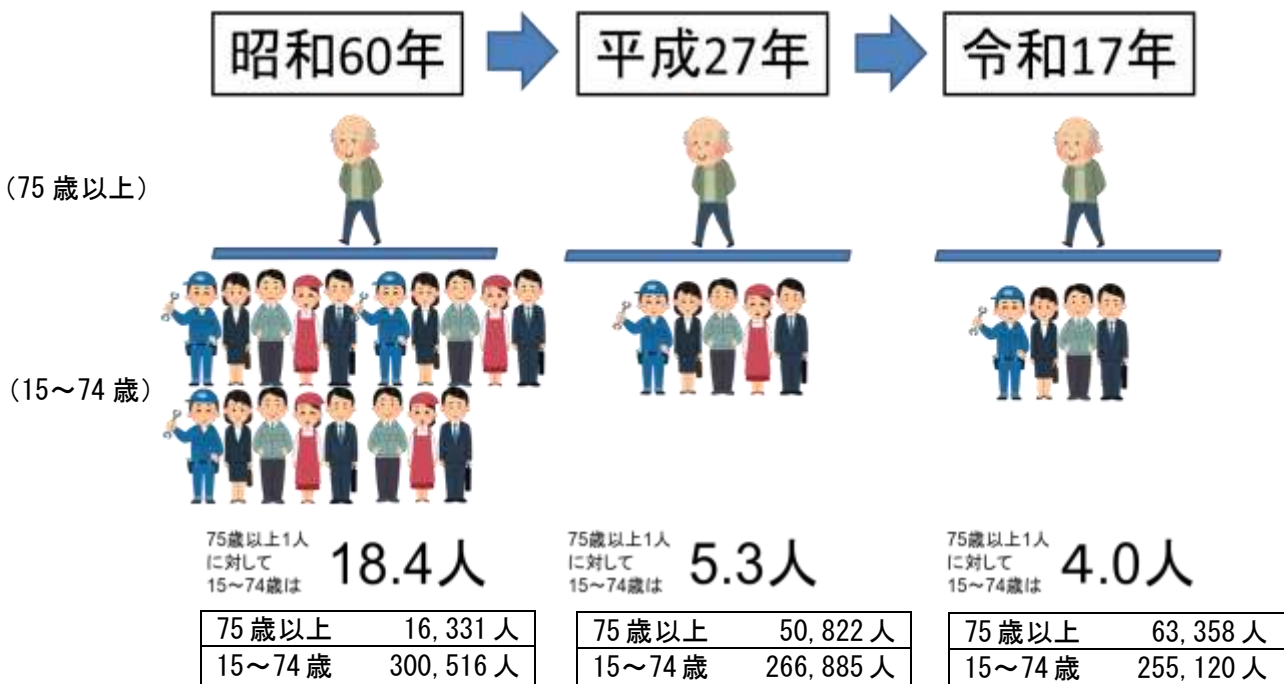 昭和60年
平成27年
令和17年
(75歳以上)
(15～74歳)
75歳以上1人
に対して
15～74歳は
18.4人
75歳以上1人
に対して
15～74歳は
5.3人
75歳以上1人
に対して
15～74歳は
4.0人
75歳以上 16,331人
15～74歳 300,516人
75歳以上 50,822人
15～74歳 266,885人
75歳以上 63,358人
15～74歳 255,120人